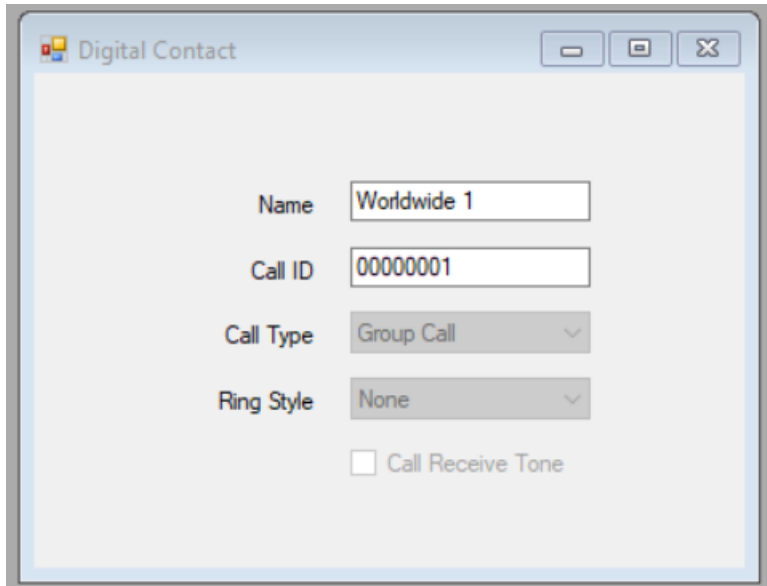 Digital Contact
Name Worldwide 1
Call ID 00000001
Call Type Group Call
Ring Style None
Call Receive Tone